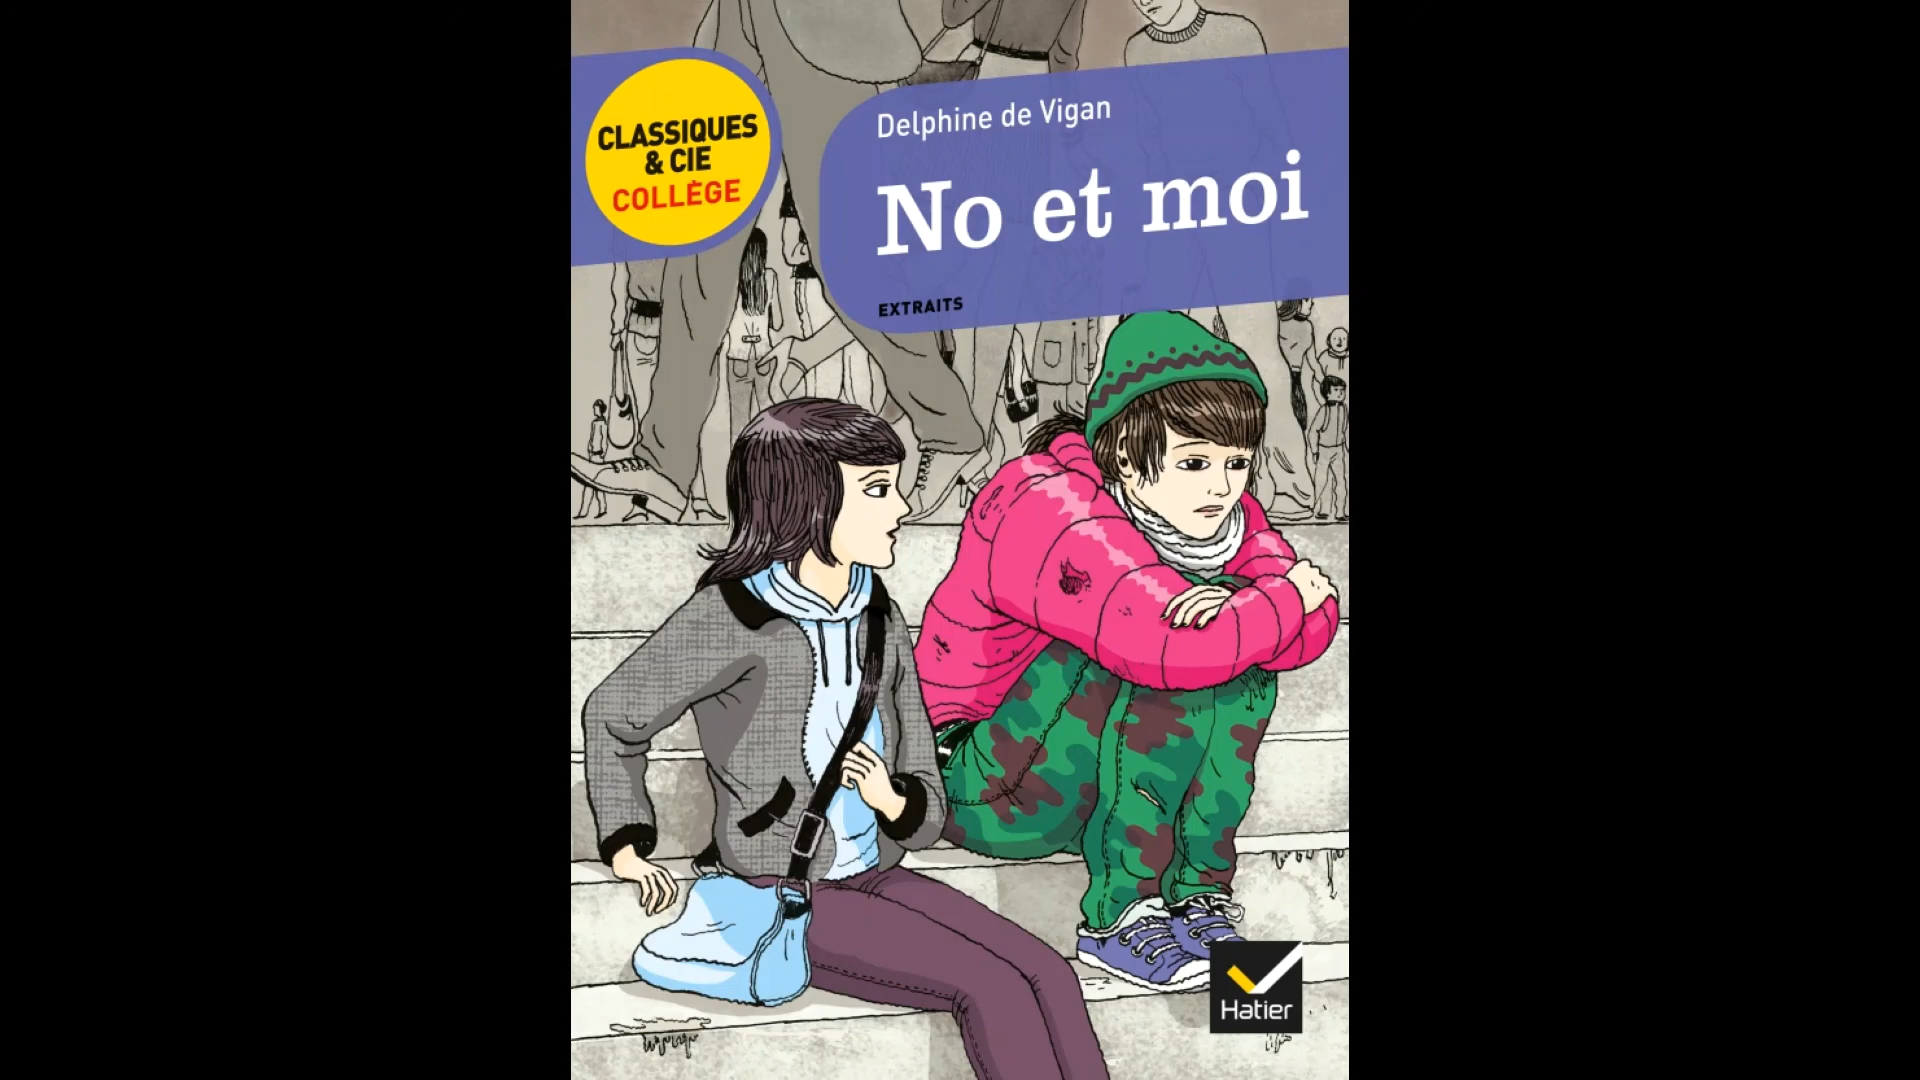 CLASSIQUES
& CIE
COLLÈGE
Delphine de Vigan
No et moi
EXTRAITS
Hatier